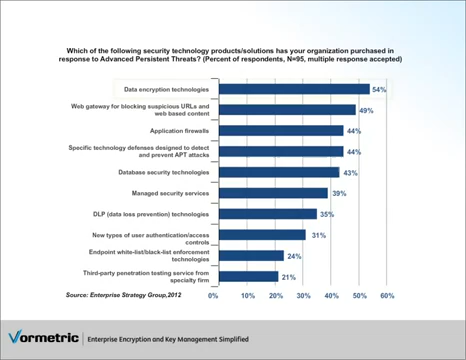 Which of the following security technology products/solutions has your organization purchased in
response to Advanced Persistent Threats? (Percent of respondents, N=95, multiple response accepted)
Data encryption technologies 54%
Web gateway for blocking suspicious URLs and
web based content 49%
Application firewalls 44%
Specific technology defenses designed to detect
and prevent APT attacks 44%
Database security technologies 43%
Managed security services 39%
DLP (data loss prevention) technologies 35%
New types of user authentication/access
controls 31%
Endpoint white-list/black-list enforcement
technologies 24%
Third-party penetration testing service from
specialty firm 21%
Source: Enterprise Strategy Group,2012
0% 10% 20% 30% 40% 50% 60%
Vormetric Enterprise Encryption and Key Management Simplified